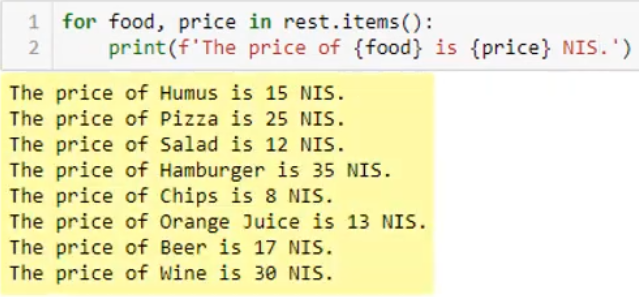 1 for food, price in rest.items():
2     print(f'The price of {food} is {price} NIS.')
The price of Humus is 15 NIS.
The price of Pizza is 25 NIS.
The price of Salad is 12 NIS.
The price of Hamburger is 35 NIS.
The price of Chips is 8 NIS.
The price of Orange Juice is 13 NIS.
The price of Beer is 17 NIS.
The price of Wine is 30 NIS.